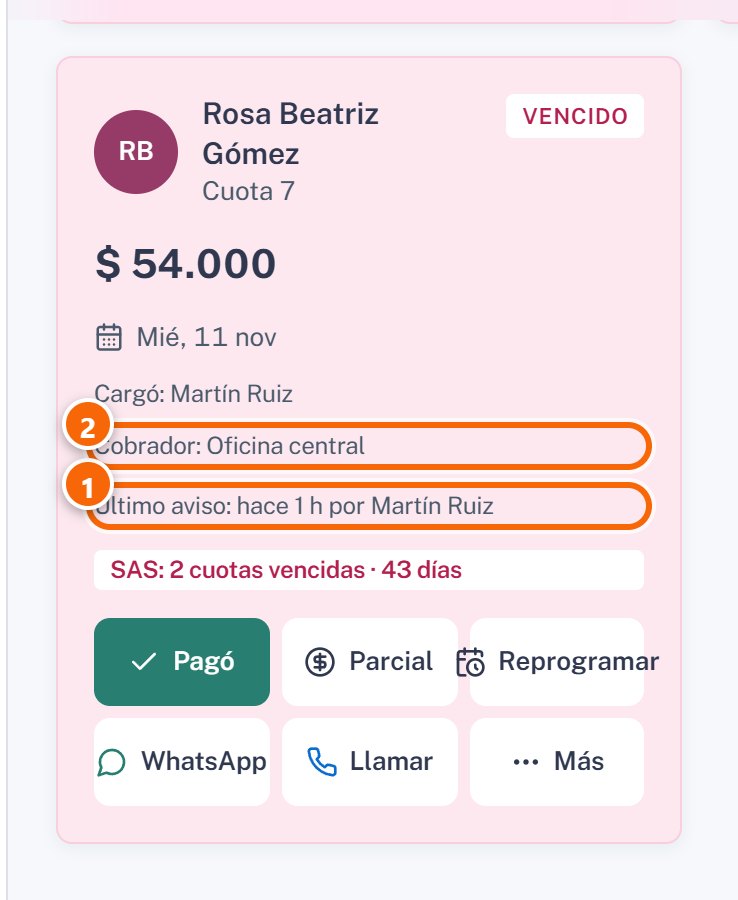 RB
Rosa Beatriz
Gómez
Cuota 7
VENCIDO
$ 54.000
Mié, 11 nov
Cargó: Martín Ruiz
2
Cobrador: Oficina central
1
Último aviso: hace 1 h por Martín Ruiz
SAS: 2 cuotas vencidas · 43 días
Pagó
Parcial
Reprogramar
WhatsApp
Llamar
Más